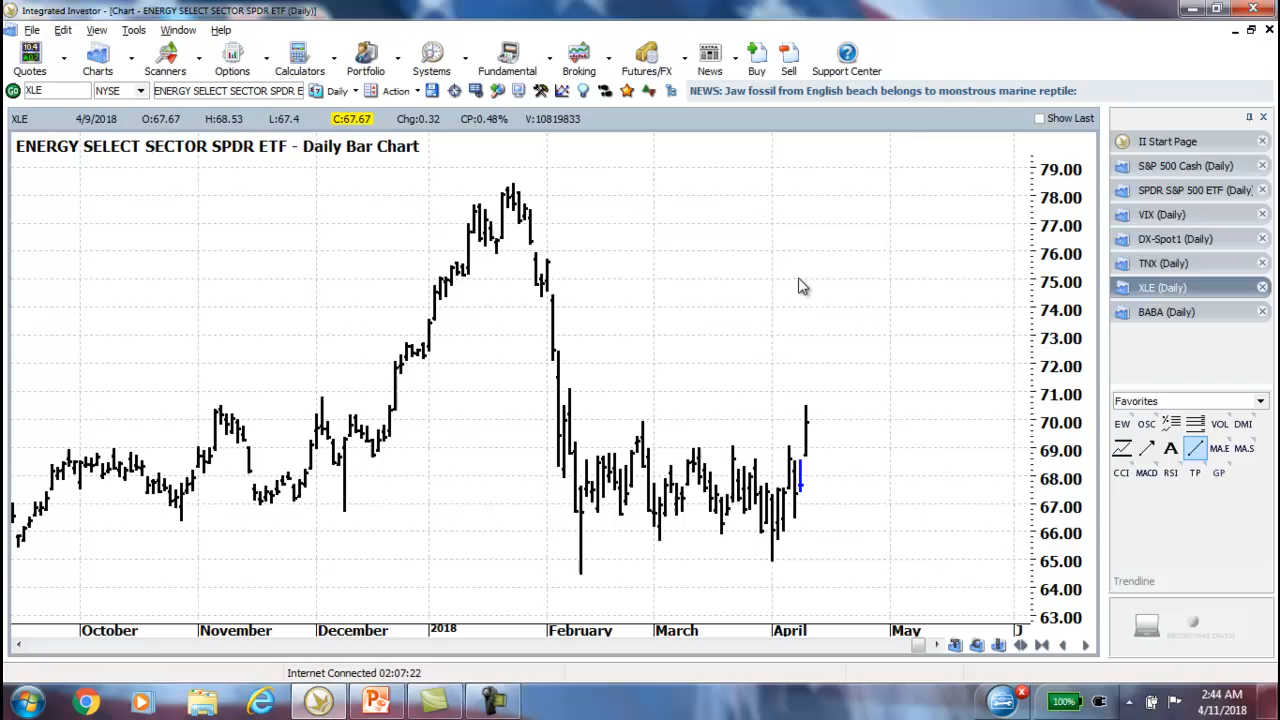 Integrated Investor - [Chart - ENERGY SELECT SECTOR SPDR ETF (Daily)]
File Edit View Tools Window Help
10.4
Quotes Charts Scanners Options Calculators Portfolio Systems Fundamental Broking Futures/FX News Buy Sell Support Center
GO XLE NYSE ENERGY SELECT SECTOR SPDR E Daily Action NEWS: Jaw fossil from English beach belongs to monstrous marine reptile:
XLE 4/9/2018 O:67.67 H:68.53 L:67.4 C:67.67 Chg:0.32 CP:0.48% V:10819833 Show Last
ENERGY SELECT SECTOR SPDR ETF - Daily Bar Chart
79.00
78.00
77.00
76.00
75.00
74.00
73.00
72.00
71.00
70.00
69.00
68.00
67.00
66.00
65.00
64.00
63.00
October November December 2018 February March April May J
II Start Page
S&P 500 Cash (Daily)
SPDR S&P 500 ETF (Daily)
VIX (Daily)
DX-Spot1 (Daily)
TNX (Daily)
XLE (Daily)
BABA (Daily)
Favorites
EW OSC VOL DMI
A MA.E MA.S
CCI MACD RSI TP GP
Trendline
RECEIVING DATA
Internet Connected 02:07:22
100%
2:44 AM
4/11/2018